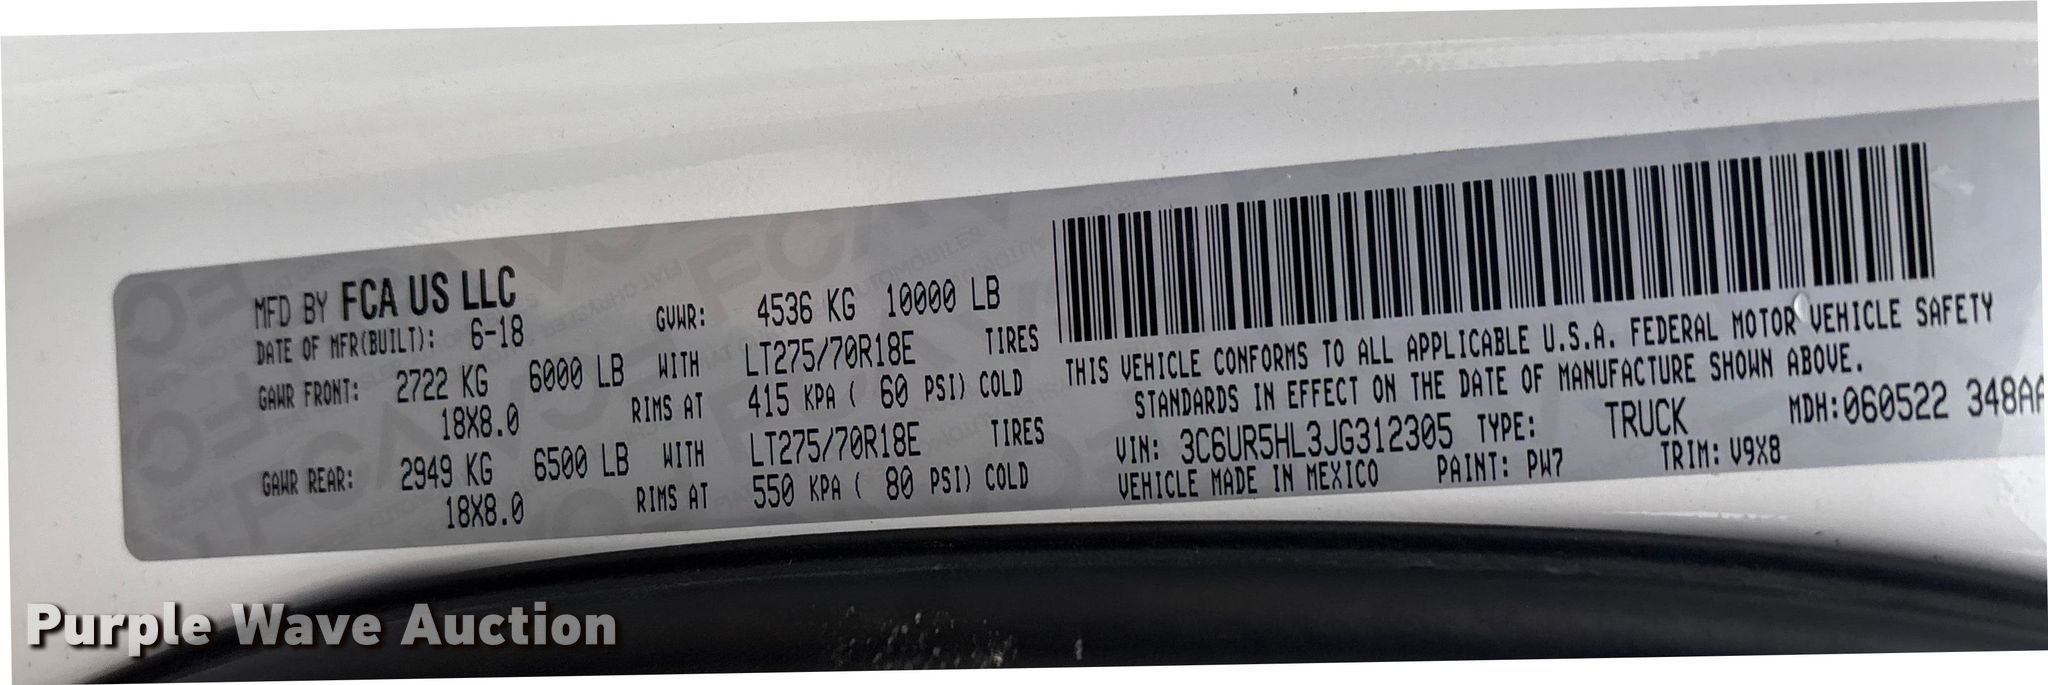 MFD BY FCA US LLC
DATE OF MFR(BUILT): 6-18 GVWR: 4536 KG 10000 LB
GAWR FRONT: 2722 KG 6000 LB WITH LT275/70R18E TIRES
18X8.0 RIMS AT 415 KPA ( 60 PSI) COLD
GAWR REAR: 2949 KG 6500 LB WITH LT275/70R18E TIRES
18X8.0 RIMS AT 550 KPA ( 80 PSI) COLD
THIS VEHICLE CONFORMS TO ALL APPLICABLE U.S.A. FEDERAL MOTOR VEHICLE SAFETY
STANDARDS IN EFFECT ON THE DATE OF MANUFACTURE SHOWN ABOVE.
VIN: 3C6UR5HL3JG312305 TYPE: TRUCK MDH:060522 348AA
VEHICLE MADE IN MEXICO PAINT: PW7 TRIM: V9X8
Purple Wave Auction